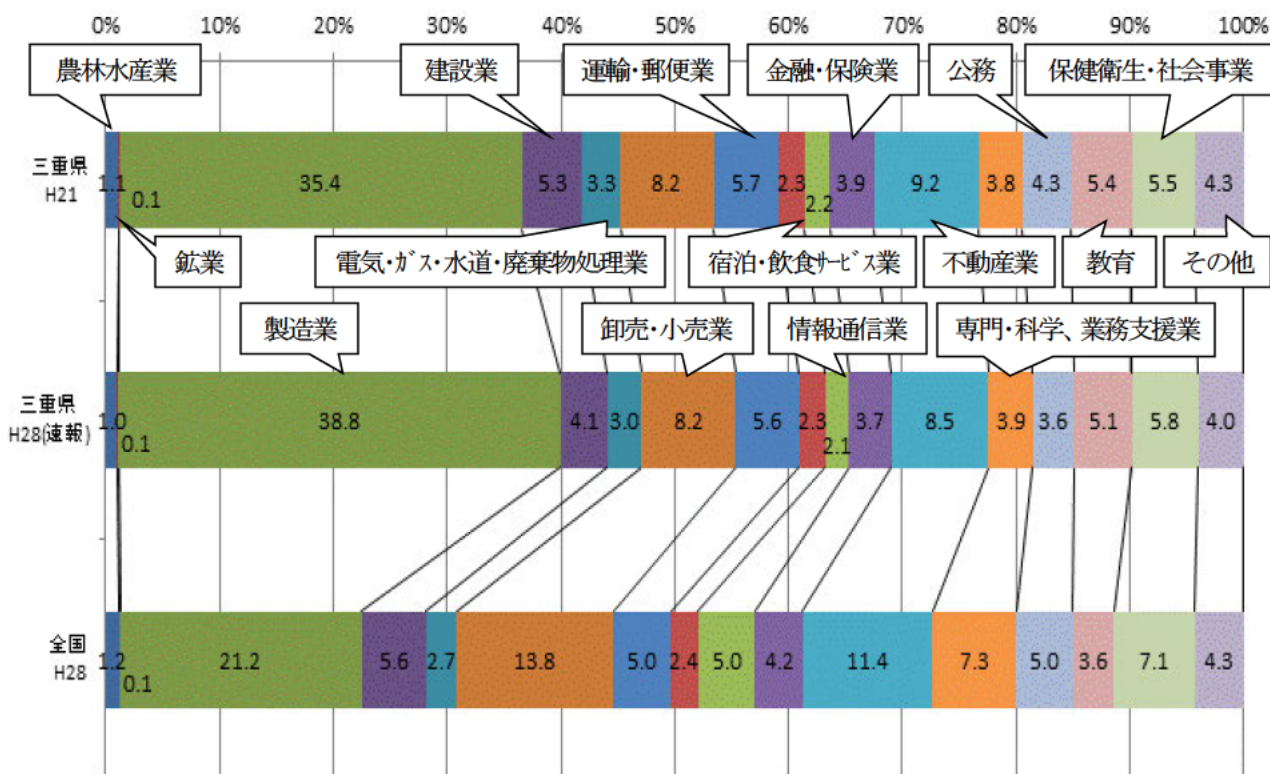 0% 10% 20% 30% 40% 50% 60% 70% 80% 90% 100%
農林水産業 建設業 運輸・郵便業 金融・保険業 公務 保健衛生・社会事業
三重県
H21
1.1 0.1 35.4 5.3 3.3 8.2 5.7 2.3 2.2 3.9 9.2 3.8 4.3 5.4 5.5 4.3
鉱業 電気・ガス・水道・廃棄物処理業 宿泊・飲食サービス業 不動産業 教育 その他
製造業 卸売・小売業 情報通信業 専門・科学、業務支援業
三重県
H28(速報)
1.0 0.1 38.8 4.1 3.0 8.2 5.6 2.3 2.1 3.7 8.5 3.9 3.6 5.1 5.8 4.0
全国
H28
1.2 0.1 21.2 5.6 2.7 13.8 5.0 2.4 5.0 4.2 11.4 7.3 5.0 3.6 7.1 4.3